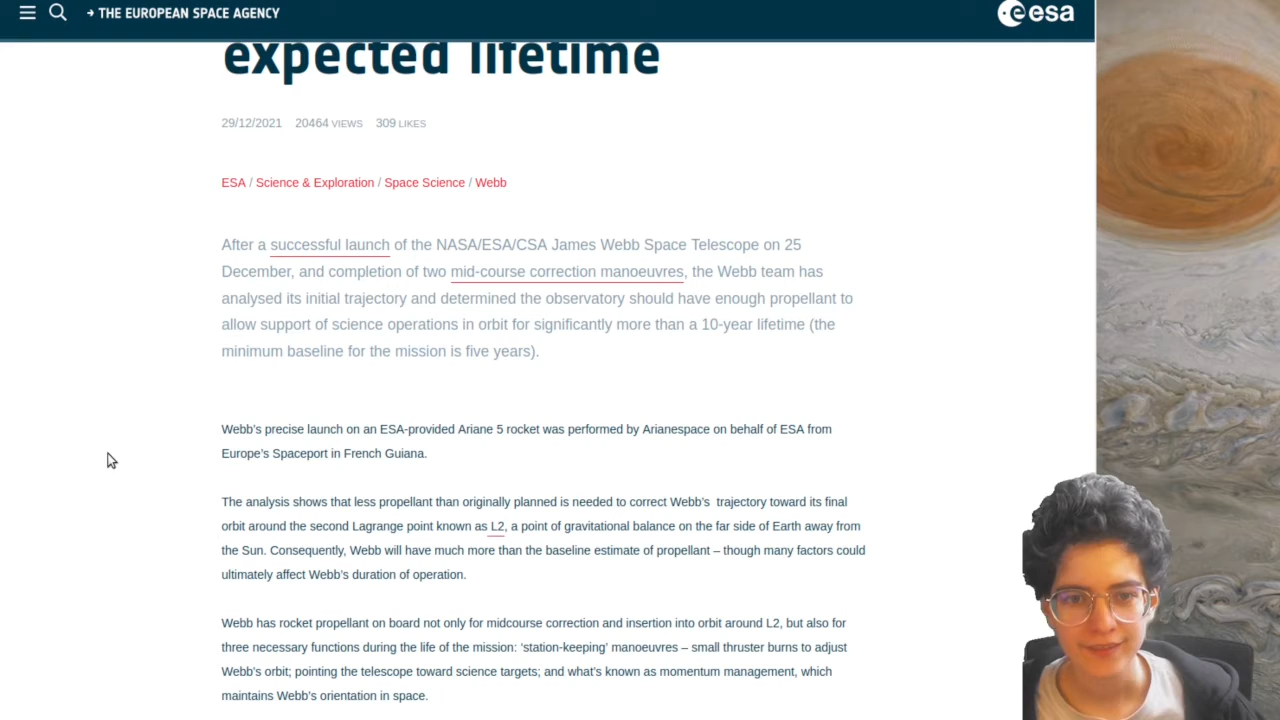 → THE EUROPEAN SPACE AGENCY
esa
expected lifetime
29/12/2021 20464 VIEWS 309 LIKES
ESA / Science & Exploration / Space Science / Webb
After a successful launch of the NASA/ESA/CSA James Webb Space Telescope on 25
December, and completion of two mid-course correction manoeuvres, the Webb team has
analysed its initial trajectory and determined the observatory should have enough propellant to
allow support of science operations in orbit for significantly more than a 10-year lifetime (the
minimum baseline for the mission is five years).
Webb's precise launch on an ESA-provided Ariane 5 rocket was performed by Arianespace on behalf of ESA from
Europe's Spaceport in French Guiana.
The analysis shows that less propellant than originally planned is needed to correct Webb's trajectory toward its final
orbit around the second Lagrange point known as L2, a point of gravitational balance on the far side of Earth away from
the Sun. Consequently, Webb will have much more than the baseline estimate of propellant – though many factors could
ultimately affect Webb's duration of operation.
Webb has rocket propellant on board not only for midcourse correction and insertion into orbit around L2, but also for
three necessary functions during the life of the mission: 'station-keeping' manoeuvres – small thruster burns to adjust
Webb's orbit; pointing the telescope toward science targets; and what's known as momentum management, which
maintains Webb's orientation in space.